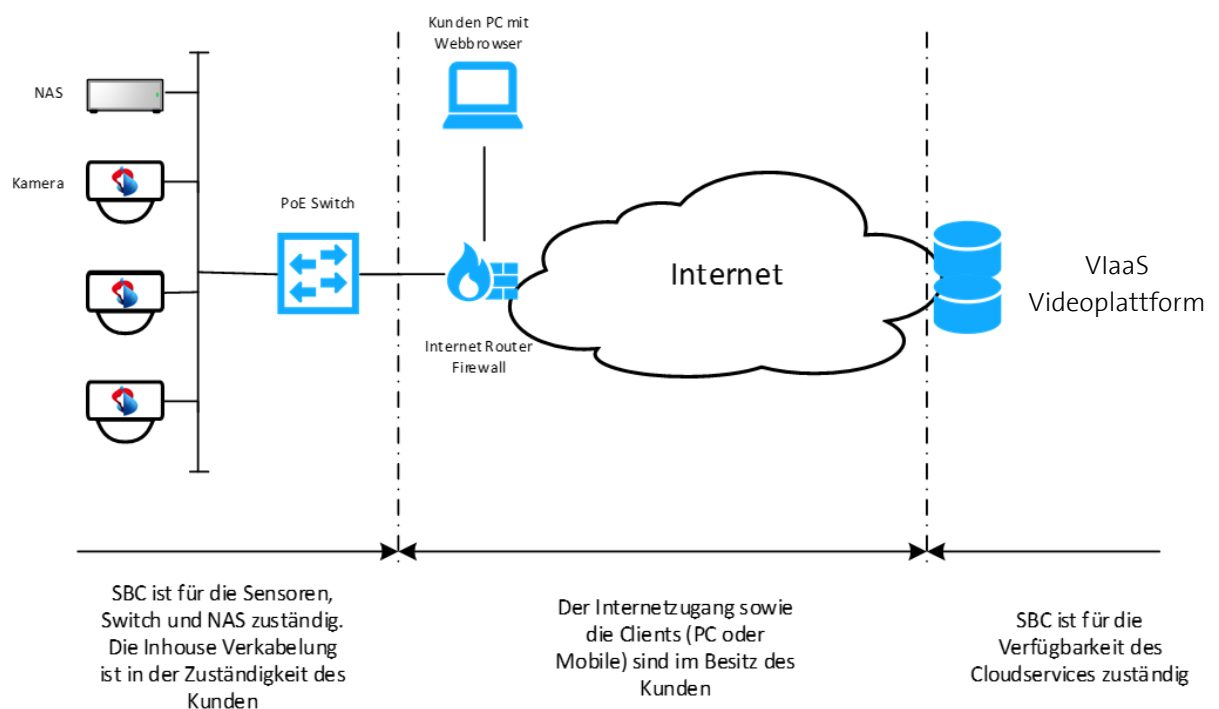 Kunden PC mit
Webbrowser
NAS
Kamera
PoE Switch
Internet
Internet Router
Firewall
VIaaS
Videoplattform
SBC ist für die Sensoren,
Switch und NAS zuständig.
Die Inhouse Verkabelung
ist in der Zuständigkeit des
Kunden
Der Internetzugang sowie
die Clients (PC oder
Mobile) sind im Besitz des
Kunden
SBC ist für die
Verfügbarkeit des
Cloudservices zuständig